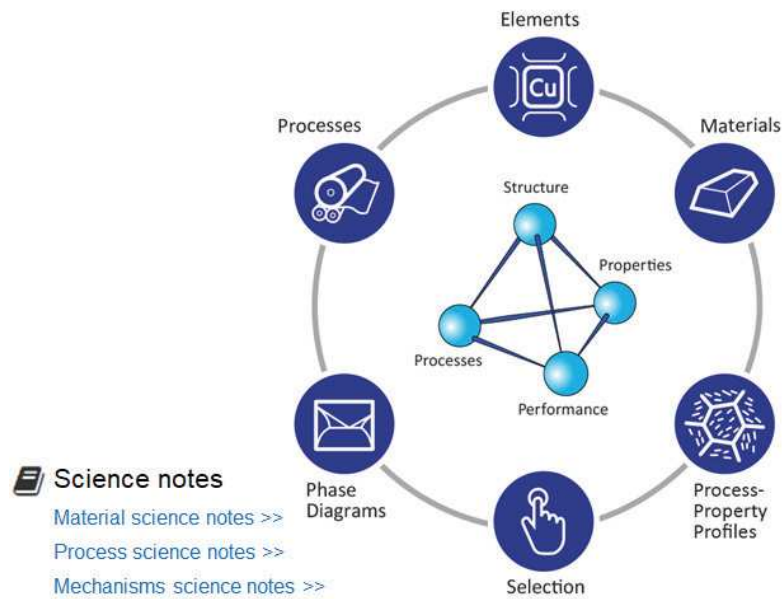 Elements
Cu
Processes
Materials
Structure
Properties
Processes
Performance
Phase
Diagrams
Process-
Property
Profiles
Selection
Science notes
Material science notes >>
Process science notes >>
Mechanisms science notes >>